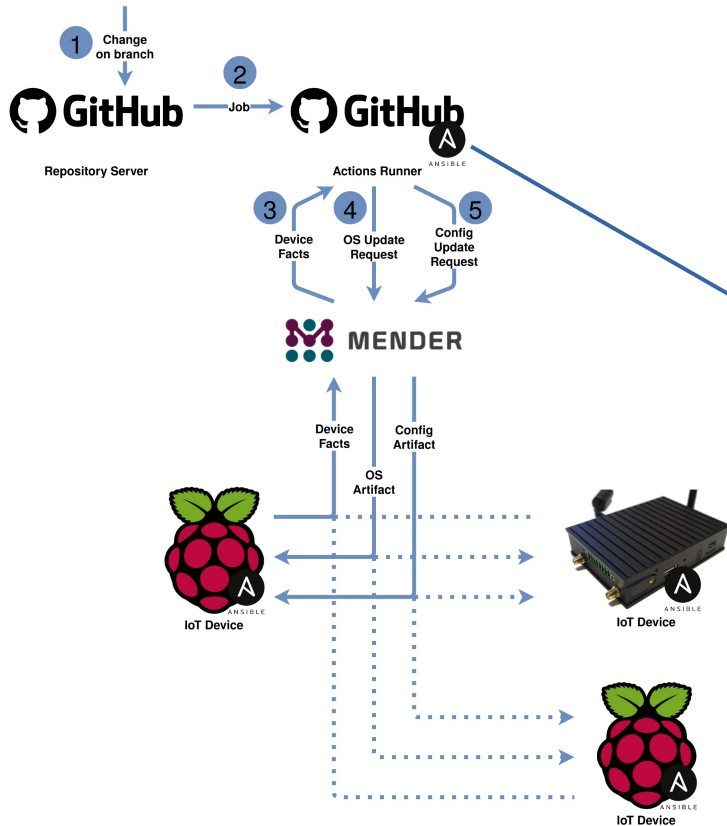 1
Change
on branch
2
GitHub
Job
GitHub
ANSIBLE
Repository Server
Actions Runner
3
4
5
Device
Facts
OS Update
Request
Config
Update
Request
MENDER
Device
Facts
Config
Artifact
OS
Artifact
ANSIBLE
IoT Device
ANSIBLE
IoT Device
ANSIBLE
IoT Device